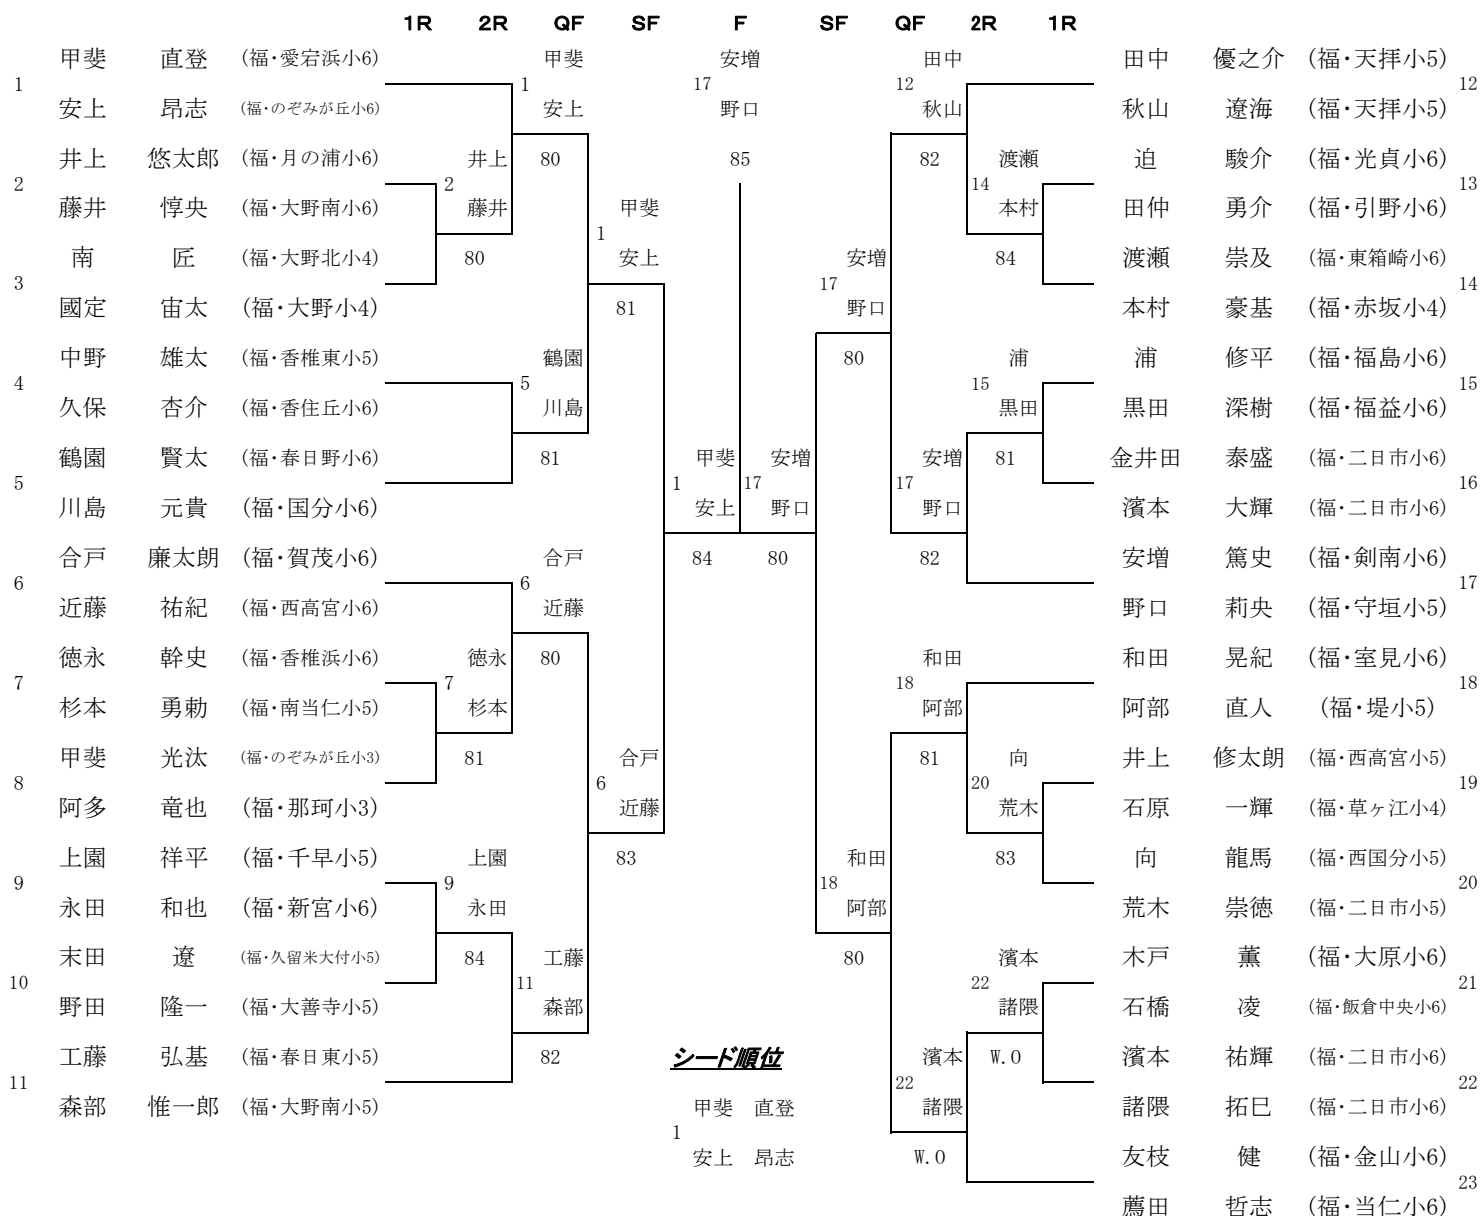 1R 2R QF SF F SF QF 2R 1R
甲斐 直登 (福・愛宕浜小6) 甲斐 安増 田中 田中 優之介 (福・天拝小5)
1 1 17 12 12
安上 昂志 (福・のぞみが丘小6) 安上 野口 秋山 秋山 遼海 (福・天拝小5)
井上 悠太郎 (福・月の浦小6) 井上 80 85 82 渡瀬 迫 駿介 (福・光貞小6)
2 2 14 13
藤井 惇央 (福・大野南小6) 藤井 甲斐 本村 田仲 勇介 (福・引野小6)
1
南 匠 (福・大野北小4) 80 安上 安増 84 渡瀬 崇及 (福・東箱崎小6)
3 17 14
國定 宙太 (福・大野小4) 81 野口 本村 豪基 (福・赤坂小4)
中野 雄太 (福・香椎東小5) 鶴園 80 浦 浦 修平 (福・福島小6)
4 5 15 15
久保 杏介 (福・香住丘小6) 川島 黒田 黒田 深樹 (福・福益小6)
鶴園 賢太 (福・春日野小6) 81 甲斐 安増 安増 81 金井田 泰盛 (福・二日市小6)
5 1 17 17 16
川島 元貴 (福・国分小6) 安上 野口 野口 濱本 大輝 (福・二日市小6)
合戸 廉太朗 (福・賀茂小6) 合戸 84 80 82 安増 篤史 (福・剣南小6)
6 6 17
近藤 祐紀 (福・西高宮小6) 近藤 野口 莉央 (福・守垣小5)
徳永 幹史 (福・香椎浜小6) 徳永 80 和田 和田 晃紀 (福・室見小6)
7 7 18 18
杉本 勇勅 (福・南当仁小5) 杉本 阿部 阿部 直人 (福・堤小5)
甲斐 光汰 (福・のぞみが丘小3) 81 合戸 81 向 井上 修太朗 (福・西高宮小5)
8 6 20 19
阿多 竜也 (福・那珂小3) 近藤 荒木 石原 一輝 (福・草ヶ江小4)
上園 祥平 (福・千早小5) 上園 83 和田 83 向 龍馬 (福・西国分小5)
9 9 18 20
永田 和也 (福・新宮小6) 永田 阿部 荒木 崇徳 (福・二日市小5)
末田 遼 (福・久留米大付小5) 84 工藤 80 濱本 木戸 薫 (福・大原小6)
10 11 22 21
野田 隆一 (福・大善寺小5) 森部 諸隈 石橋 凌 (福・飯倉中央小6)
工藤 弘基 (福・春日東小5) 82 シード順位 濱本 W.O 濱本 祐輝 (福・二日市小6)
11 22 22
森部 惟一郎 (福・大野南小5) 甲斐 直登 諸隈 諸隈 拓巳 (福・二日市小6)
1
安上 昂志 W.O 友枝 健 (福・金山小6)
23
薦田 哲志 (福・当仁小6)